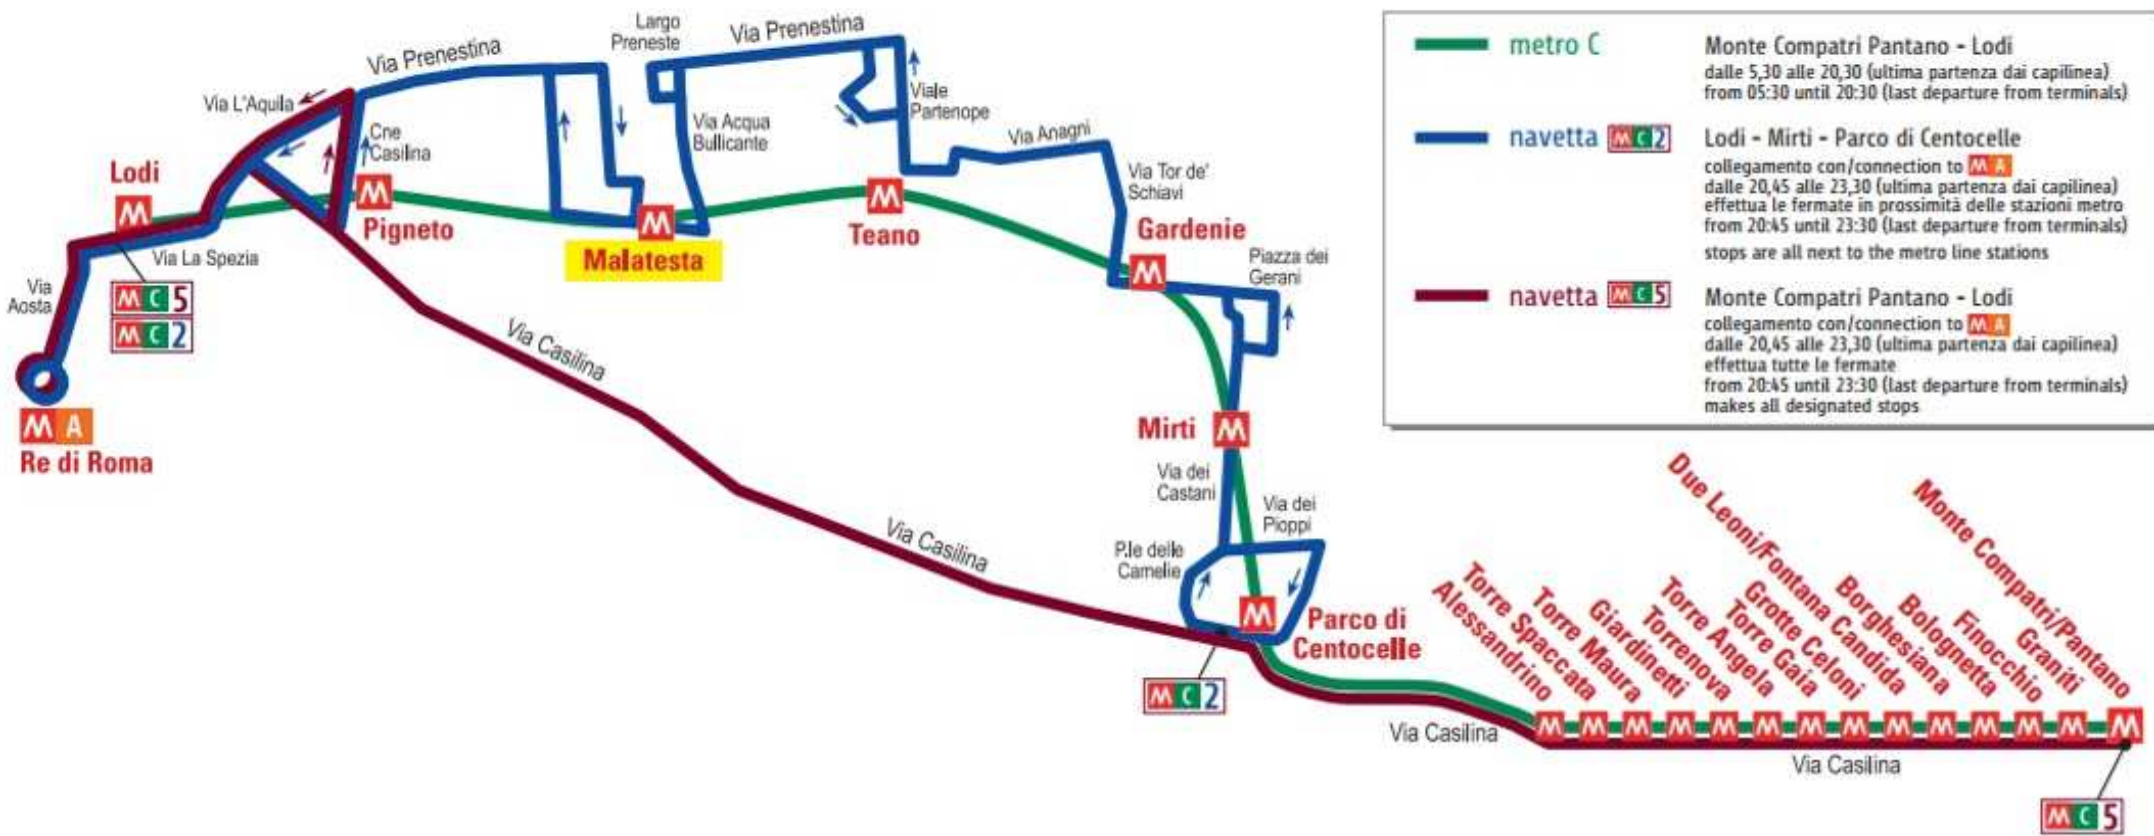 Largo
Preneste
Via Prenestina
Via Prenestina
Via L'Aquila
Cne
Casilina
Via Acqua
Bullicante
Viale
Partenope
Via Anagni
Via Tor de'
Schiavi
Lodi
M
M
Pigneto
M
Malatesta
M
Teano
Gardenie
M
Piazza dei
Gerani
Via La Spezia
Via
Aosta
M C 5
M C 2
M A
Re di Roma
Via Casilina
Via Casilina
Mirti
M
Via dei
Castani
Via dei
Pioppi
P.le delle
Camelie
M
Parco di
Centocelle
M C 2
Via Casilina
Via Casilina
Alessandrino
Torre Spaccata
Torre Maura
Giardinetti
Torrenova
Torre Angela
Torre Gaia
Grotte Celoni
Due Leoni/Fontana Candida
Borghesiana
Bolognetta
Finocchio
Graniti
Monte Compatri/Pantano
M M M M M M M M M M M M M M
M C 5
metro C
Monte Compatri Pantano - Lodi
dalle 5,30 alle 20,30 (ultima partenza dai capilinea)
from 05:30 until 20:30 (last departure from terminals)
navetta M C 2
Lodi - Mirti - Parco di Centocelle
collegamento con/connection to M A
dalle 20,45 alle 23,30 (ultima partenza dai capilinea)
effettua le fermate in prossimità delle stazioni metro
from 20:45 until 23:30 (last departure from terminals)
stops are all next to the metro line stations
navetta M C 5
Monte Compatri Pantano - Lodi
collegamento con/connection to M A
dalle 20,45 alle 23,30 (ultima partenza dai capilinea)
effettua tutte le fermate
from 20:45 until 23:30 (last departure from terminals)
makes all designated stops